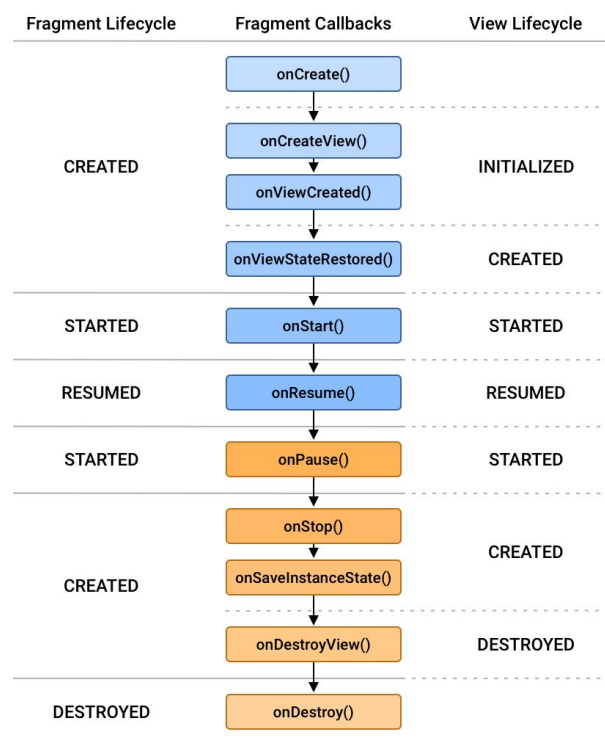 Fragment Lifecycle Fragment Callbacks View Lifecycle
onCreate()
onCreateView()
CREATED INITIALIZED
onViewCreated()
onViewStateRestored() CREATED
STARTED onStart() STARTED
RESUMED onResume() RESUMED
STARTED onPause() STARTED
onStop()
CREATED
onSaveInstanceState()
CREATED
onDestroyView() DESTROYED
DESTROYED onDestroy()